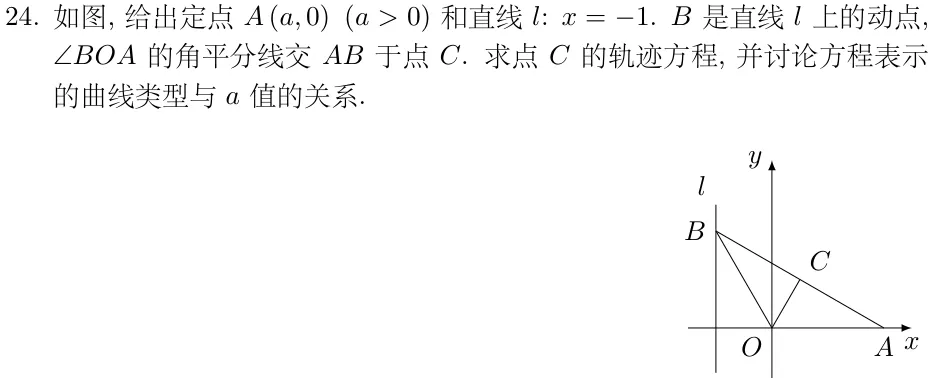 24. 如图, 给出定点 A (a, 0) (a > 0) 和直线 l: x = −1. B 是直线 l 上的动点,
∠BOA 的角平分线交 AB 于点 C. 求点 C 的轨迹方程, 并讨论方程表示
的曲线类型与 a 值的关系.
y
l
B
C
O
A
x